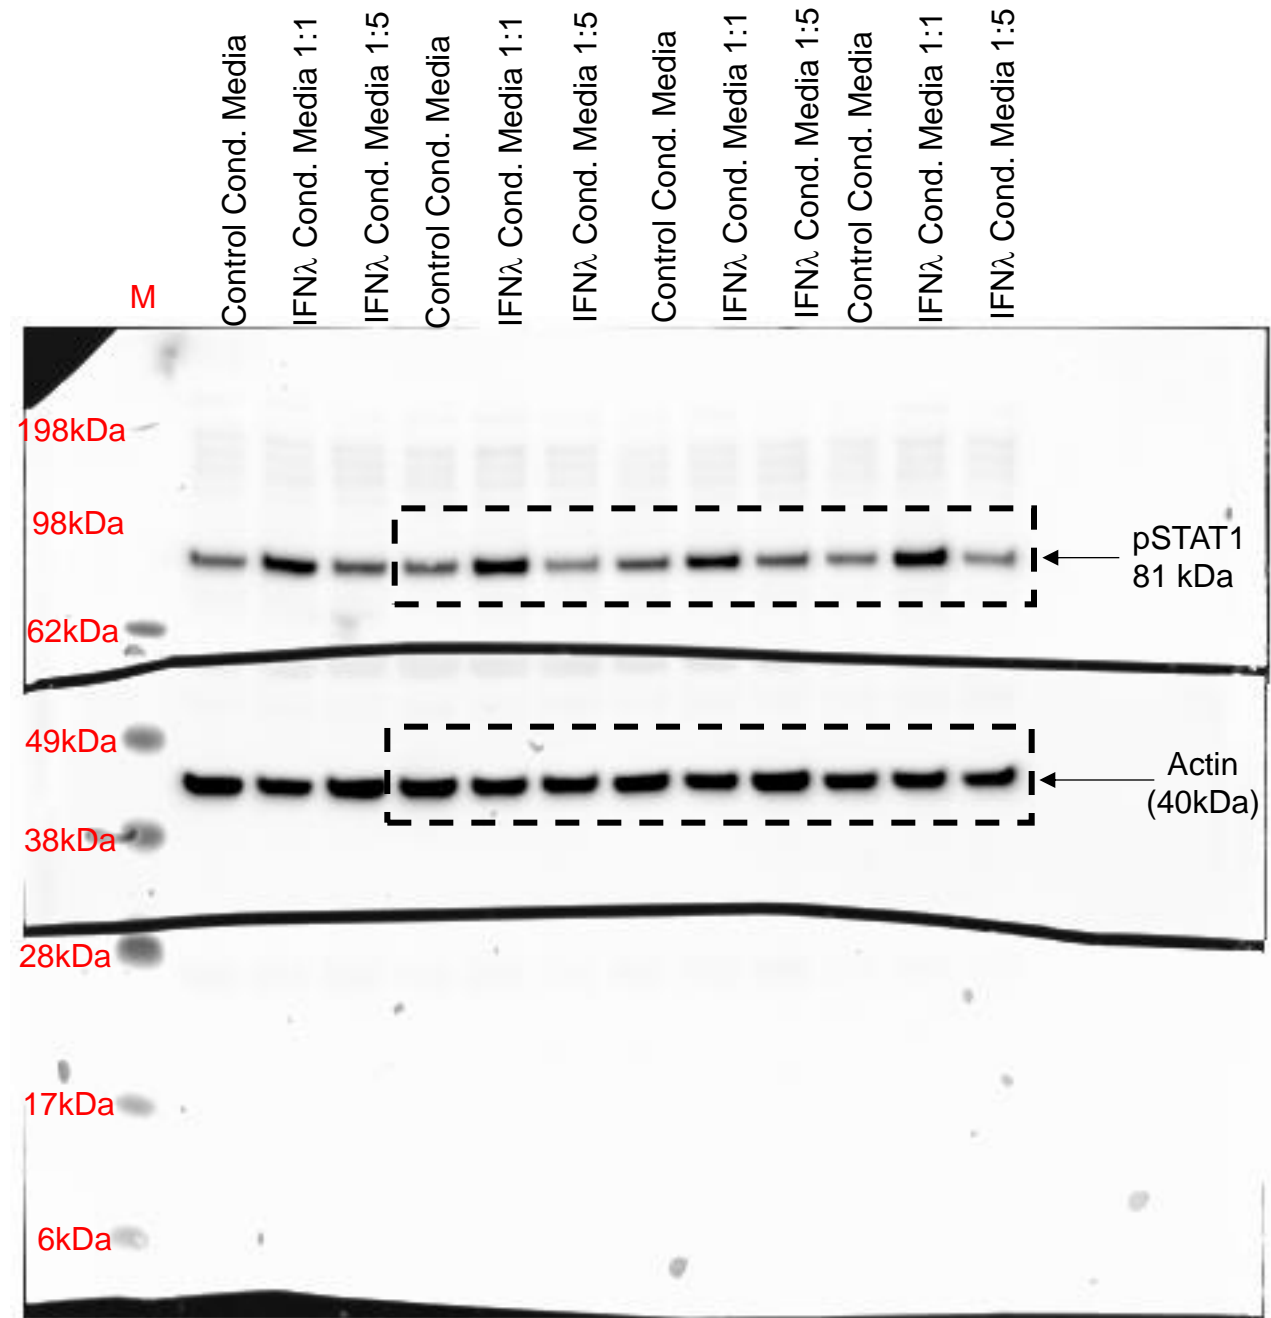 Control Cond. Media
IFNλ Cond. Media 1:1
IFNλ Cond. Media 1:5
Control Cond. Media
IFNλ Cond. Media 1:1
IFNλ Cond. Media 1:5
Control Cond. Media
IFNλ Cond. Media 1:1
IFNλ Cond. Media 1:5
Control Cond. Media
IFNλ Cond. Media 1:1
IFNλ Cond. Media 1:5
M
198kDa
98kDa
pSTAT1
81 kDa
62kDa
49kDa
Actin
(40kDa)
38kDa
28kDa
17kDa
6kDa